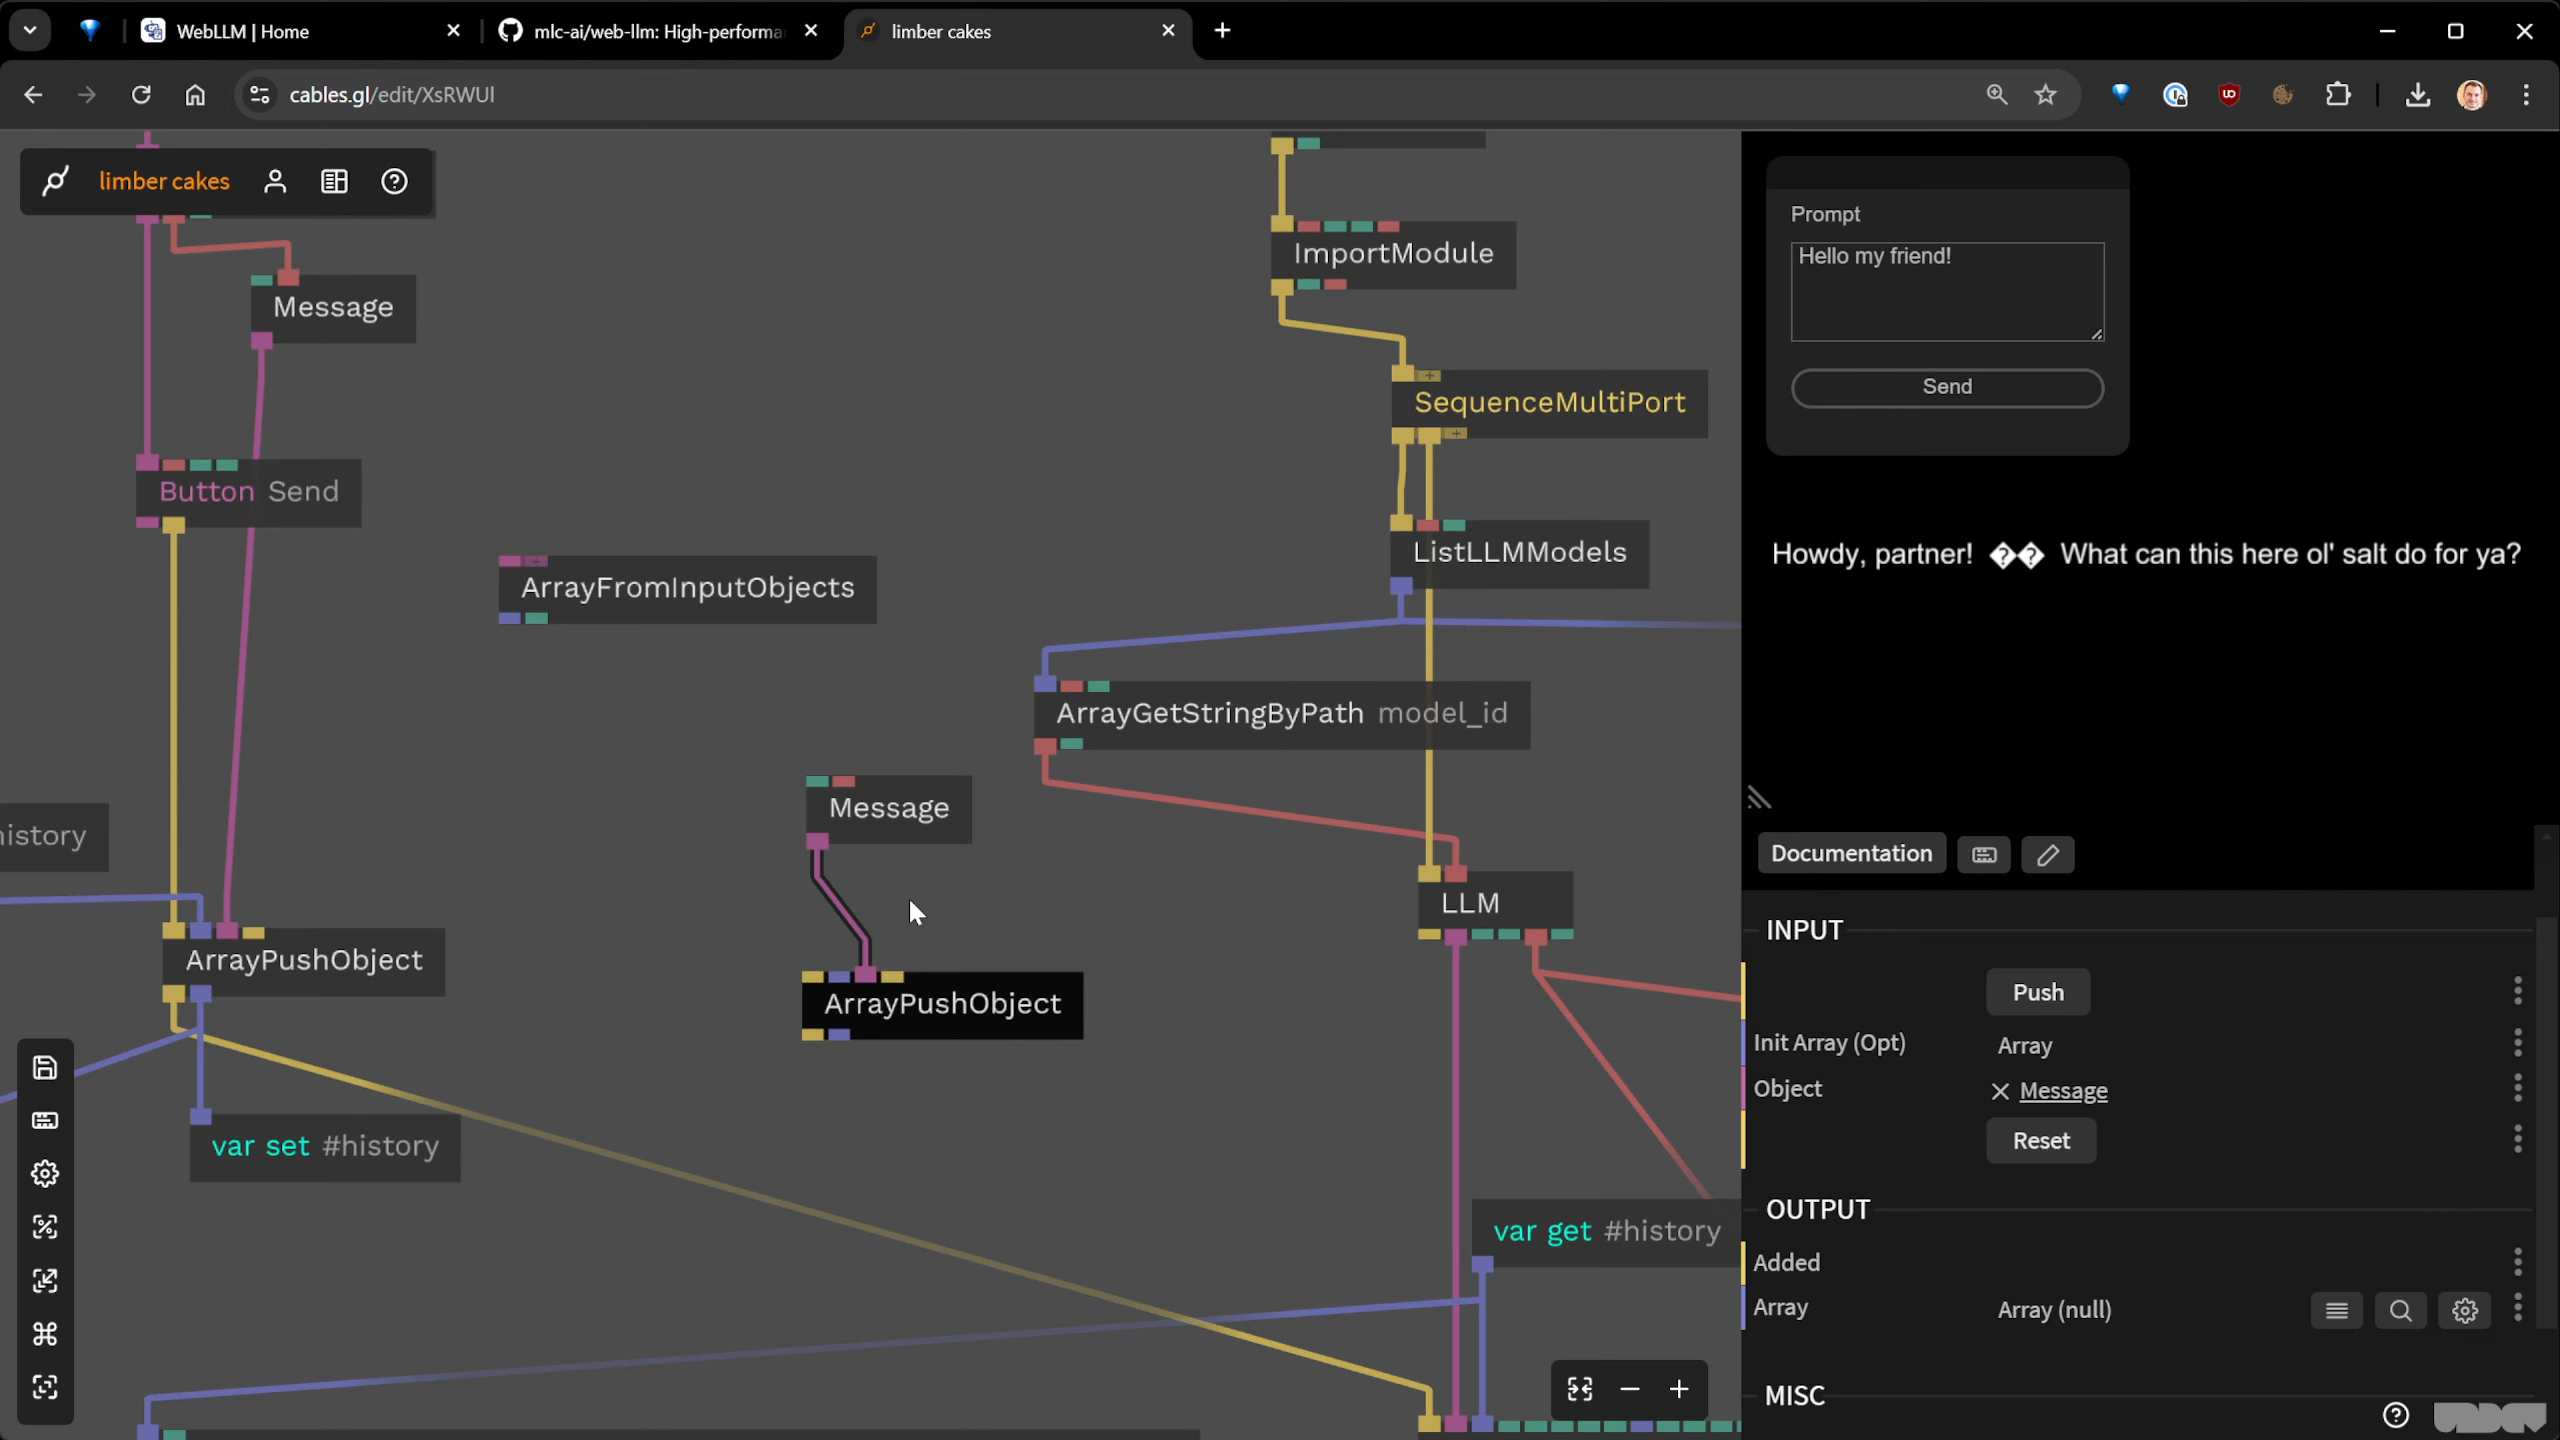 WebLLM | Home
mlc-ai/web-llm: High-performa
limber cakes
cables.gl/edit/XsRWUl
limber cakes
Message
Button Send
ArrayFromInputObjects
history
ArrayPushObject
var set #history
Message
ArrayPushObject
ImportModule
SequenceMultiPort
ListLLMModels
ArrayGetStringByPath model_id
LLM
var get #history
Prompt
Hello my friend!
Send
Howdy, partner! �� What can this here ol' salt do for ya?
Documentation
INPUT
Push
Init Array (Opt) Array
Object Message
Reset
OUTPUT
Added
Array Array (null)
MISC
UNDEV